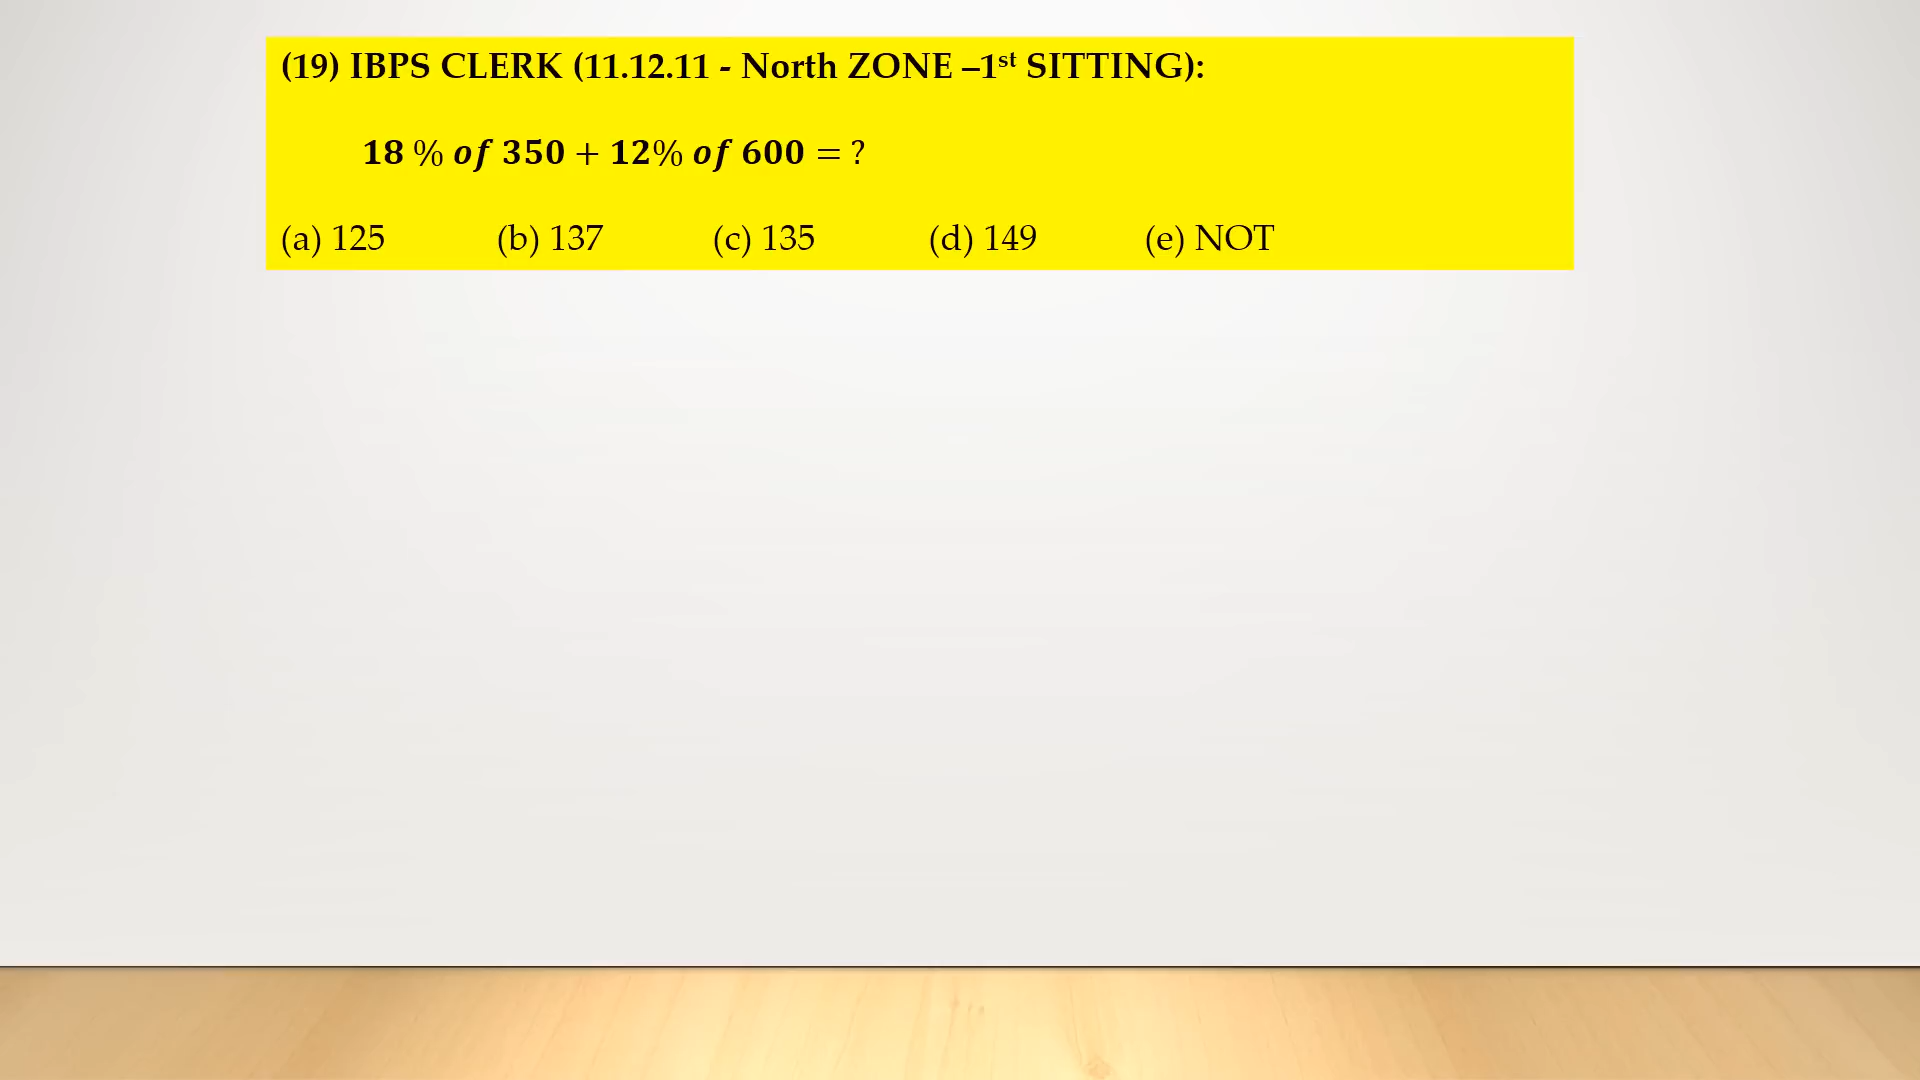 (19) IBPS CLERK (11.12.11 - North ZONE –1st SITTING):
18 % of 350 + 12% of 600 = ?
(a) 125 (b) 137 (c) 135 (d) 149 (e) NOT